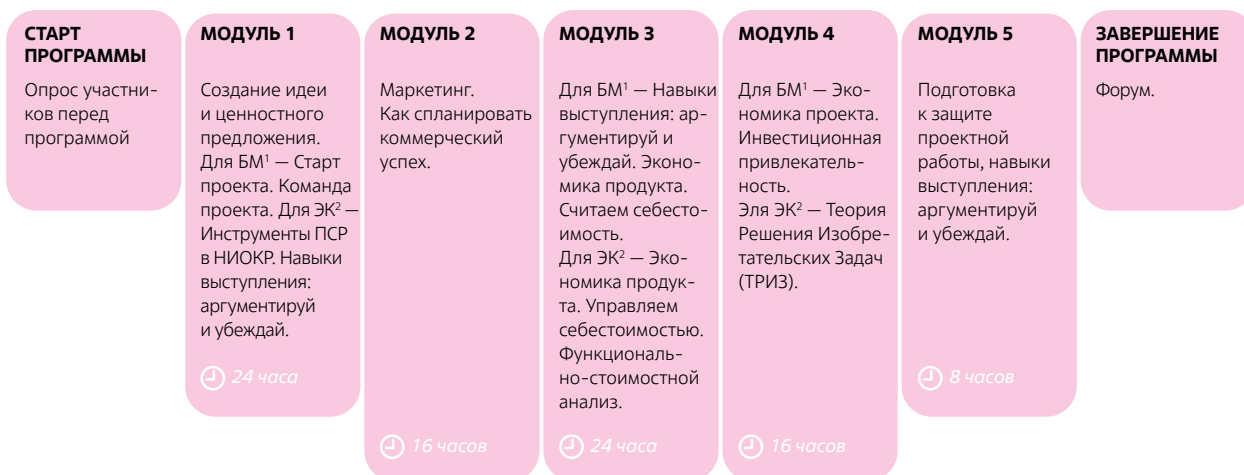 СТАРТ
ПРОГРАММЫ
Опрос участни-
ков перед
программой
МОДУЛЬ 1
Создание идеи
и ценностного
предложения.
Для БМ¹ — Старт
проекта. Команда
проекта. Для ЭК² —
Инструменты ПСР
в НИОКР. Навыки
выступления:
аргументируй
и убеждай.
24 часа
МОДУЛЬ 2
Маркетинг.
Как спланировать
коммерческий
успех.
16 часов
МОДУЛЬ 3
Для БМ¹ — Навыки
выступления: ар-
гументируй и
убеждай. Эконо-
мика продукта.
Считаем себесто-
имость.
Для ЭК² — Эко-
номика продук-
та. Управляем
себестоимостью.
Функциональ-
но-стоимостной
анализ.
24 часа
МОДУЛЬ 4
Для БМ¹ — Эко-
номика проекта.
Инвестиционная
привлекатель-
ность.
Эля ЭК² — Теория
Решения Изобре-
тательских Задач
(ТРИЗ).
16 часов
МОДУЛЬ 5
Подготовка
к защите
проектной
работы, навыки
выступления:
аргументируй
и убеждай.
8 часов
ЗАВЕРШЕНИЕ
ПРОГРАММЫ
Форум.